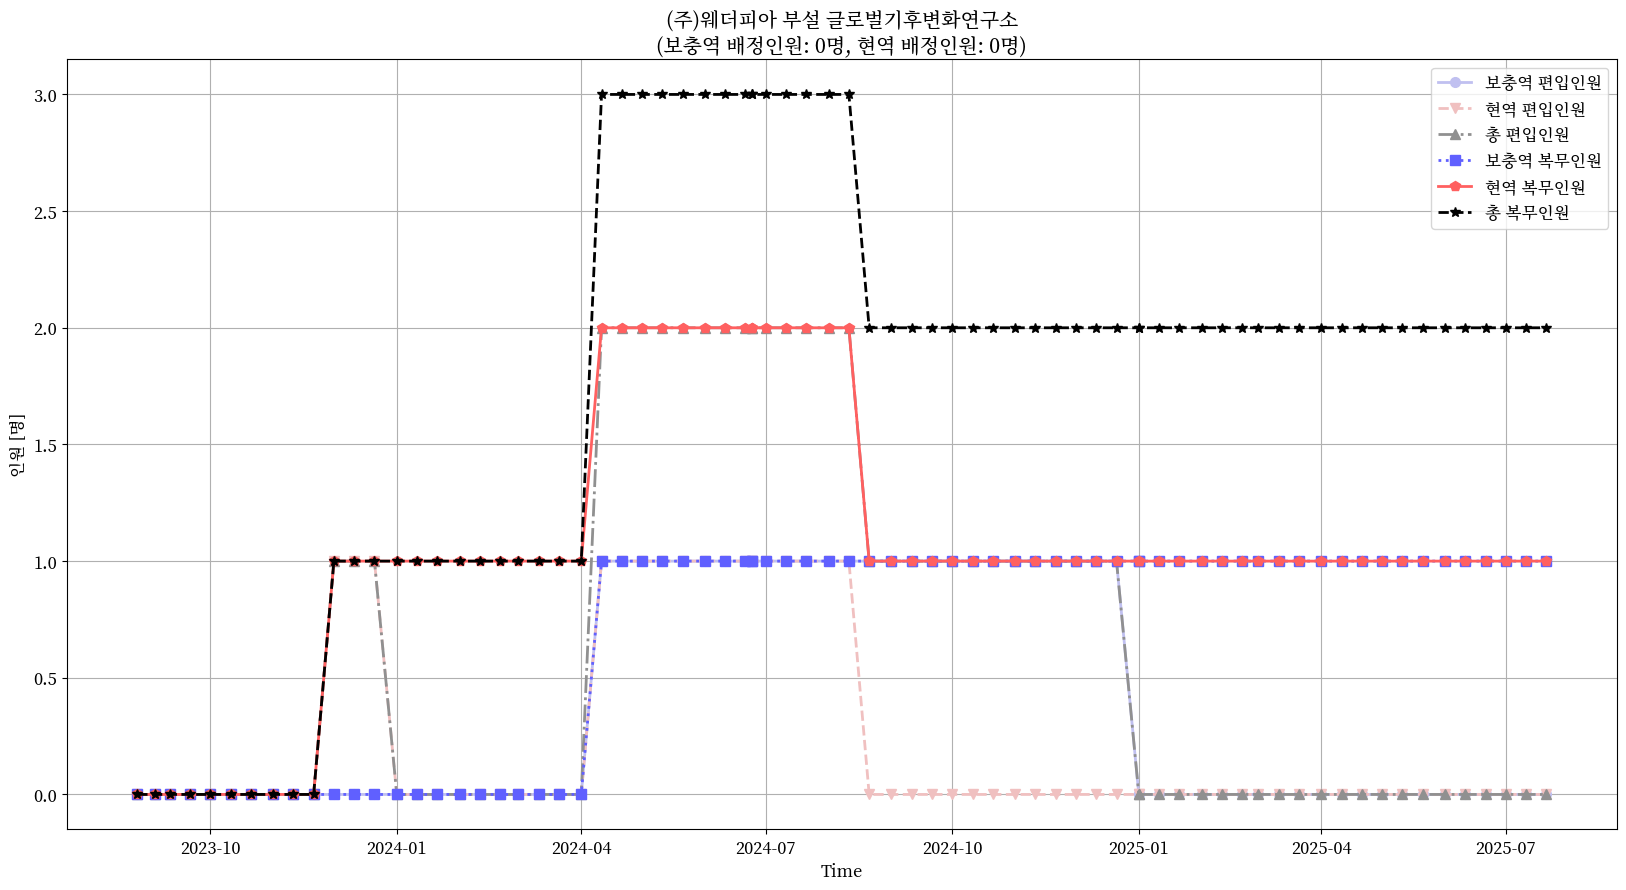 (주)웨더피아 부설 글로벌기후변화연구소
(보충역 배정인원: 0명, 현역 배정인원: 0명)
보충역 편입인원
현역 편입인원
총 편입인원
보충역 복무인원
현역 복무인원
총 복무인원
인원 [명]
3.0
2.5
2.0
1.5
1.0
0.5
0.0
2023-10
2024-01
2024-04
2024-07
2024-10
2025-01
2025-04
2025-07
Time